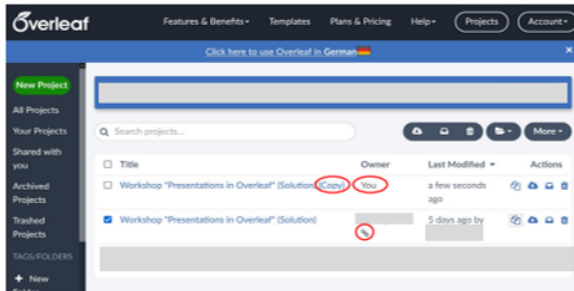 Overleaf
Features & Benefits Templates Plans & Pricing Help Projects Account
Click here to use Overleaf in German ×
New Project
All Projects
Your Projects
Shared with
you
Archived
Projects
Trashed
Projects
TAGS/FOLDERS
+ New
Search projects...
More
Title Owner Last Modified Actions
Workshop "Presentations in Overleaf" (Solution) (Copy) You a few seconds
ago
Workshop "Presentations in Overleaf" (Solution) 5 days ago by